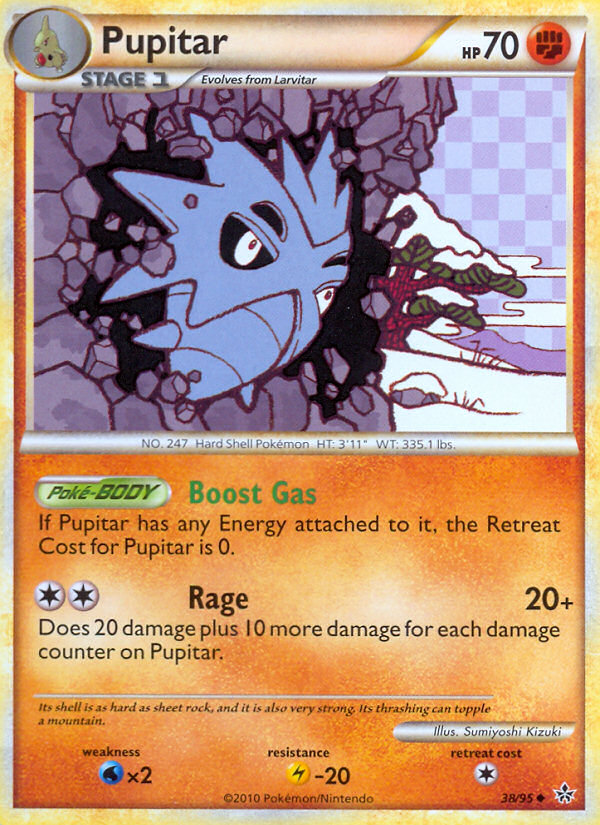 Pupitar
HP 70
STAGE 1
Evolves from Larvitar
NO. 247 Hard Shell Pokémon HT: 3'11" WT: 335.1 lbs.
Poké-BODY Boost Gas
If Pupitar has any Energy attached to it, the Retreat
Cost for Pupitar is 0.
Rage 20+
Does 20 damage plus 10 more damage for each damage
counter on Pupitar.
Its shell is as hard as sheet rock, and it is also very strong. Its thrashing can topple
a mountain.
Illus. Sumiyoshi Kizuki
weakness resistance retreat cost
×2 -20
©2010 Pokémon/Nintendo 38/95